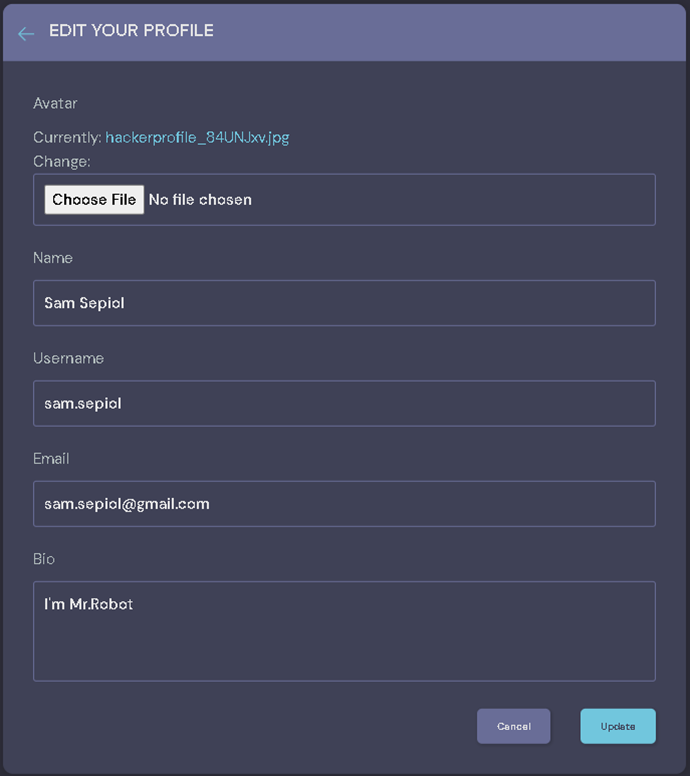 EDIT YOUR PROFILE
Avatar
Currently: hackerprofile_84UNJxv.jpg
Change:
Choose File No file chosen
Name
Sam Sepiol
Username
sam.sepiol
Email
sam.sepiol@gmail.com
Bio
I'm Mr.Robot
Cancel Update